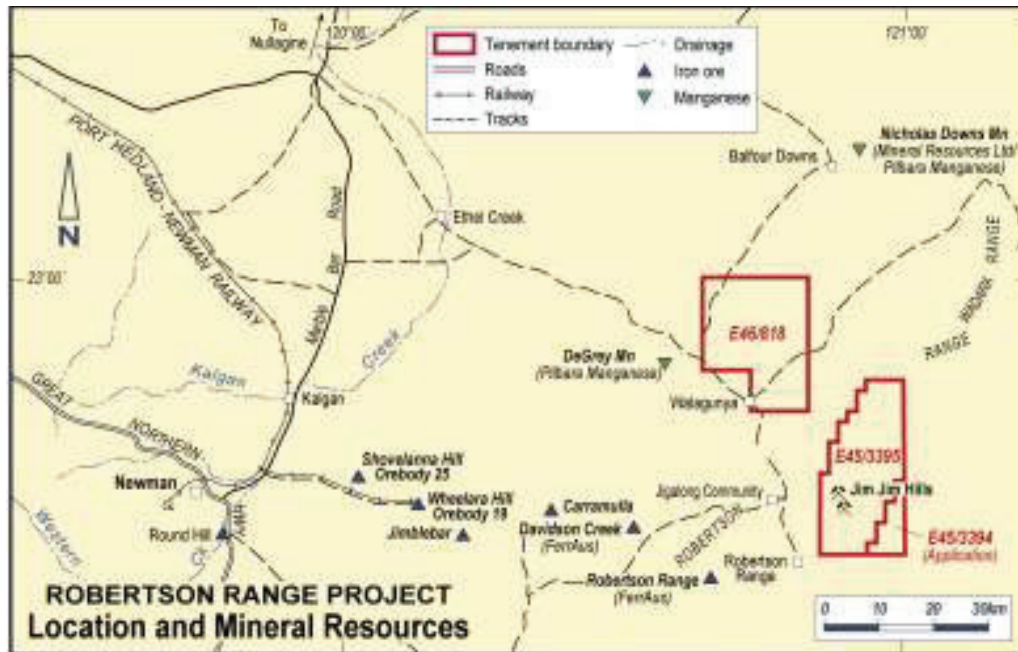 To
Nullagine
120°00'
121°00'
Tenement boundary
Roads
Railway
Tracks
Drainage
Iron ore
Manganese
PORT HEDLAND - NEWMAN RAILWAY
N
23°00'
Marble Bar Road
Ethel Creek
Balfour Downs
Nicholas Downs Mn
(Mineral Resources Ltd/
Pilbara Manganese)
RANGE
WADARA
RANGE
E46/818
DeGrey Mn
(Pilbara Manganese)
Walagunya
Kalgan
Creek
Kalgan
GREAT
NORTHERN
HWY
Newman
Shovelanna Hill
Orebody 25
Wheelara Hill
Orebody 18
Jimblebar
Round Hill
Western
Ck
Carramulla
Davidson Creek
(FerrAus)
Jigalong Community
ROBERTSON
Robertson Range
(FerrAus)
Robertson
Range
E45/3395
Jim Jim Hills
E45/3394
(Application)
ROBERTSON RANGE PROJECT
Location and Mineral Resources
0 10 20 30km